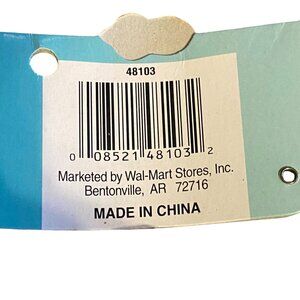 48103
0 08521 48103 2
Marketed by Wal-Mart Stores, Inc.
Bentonville, AR 72716
MADE IN CHINA